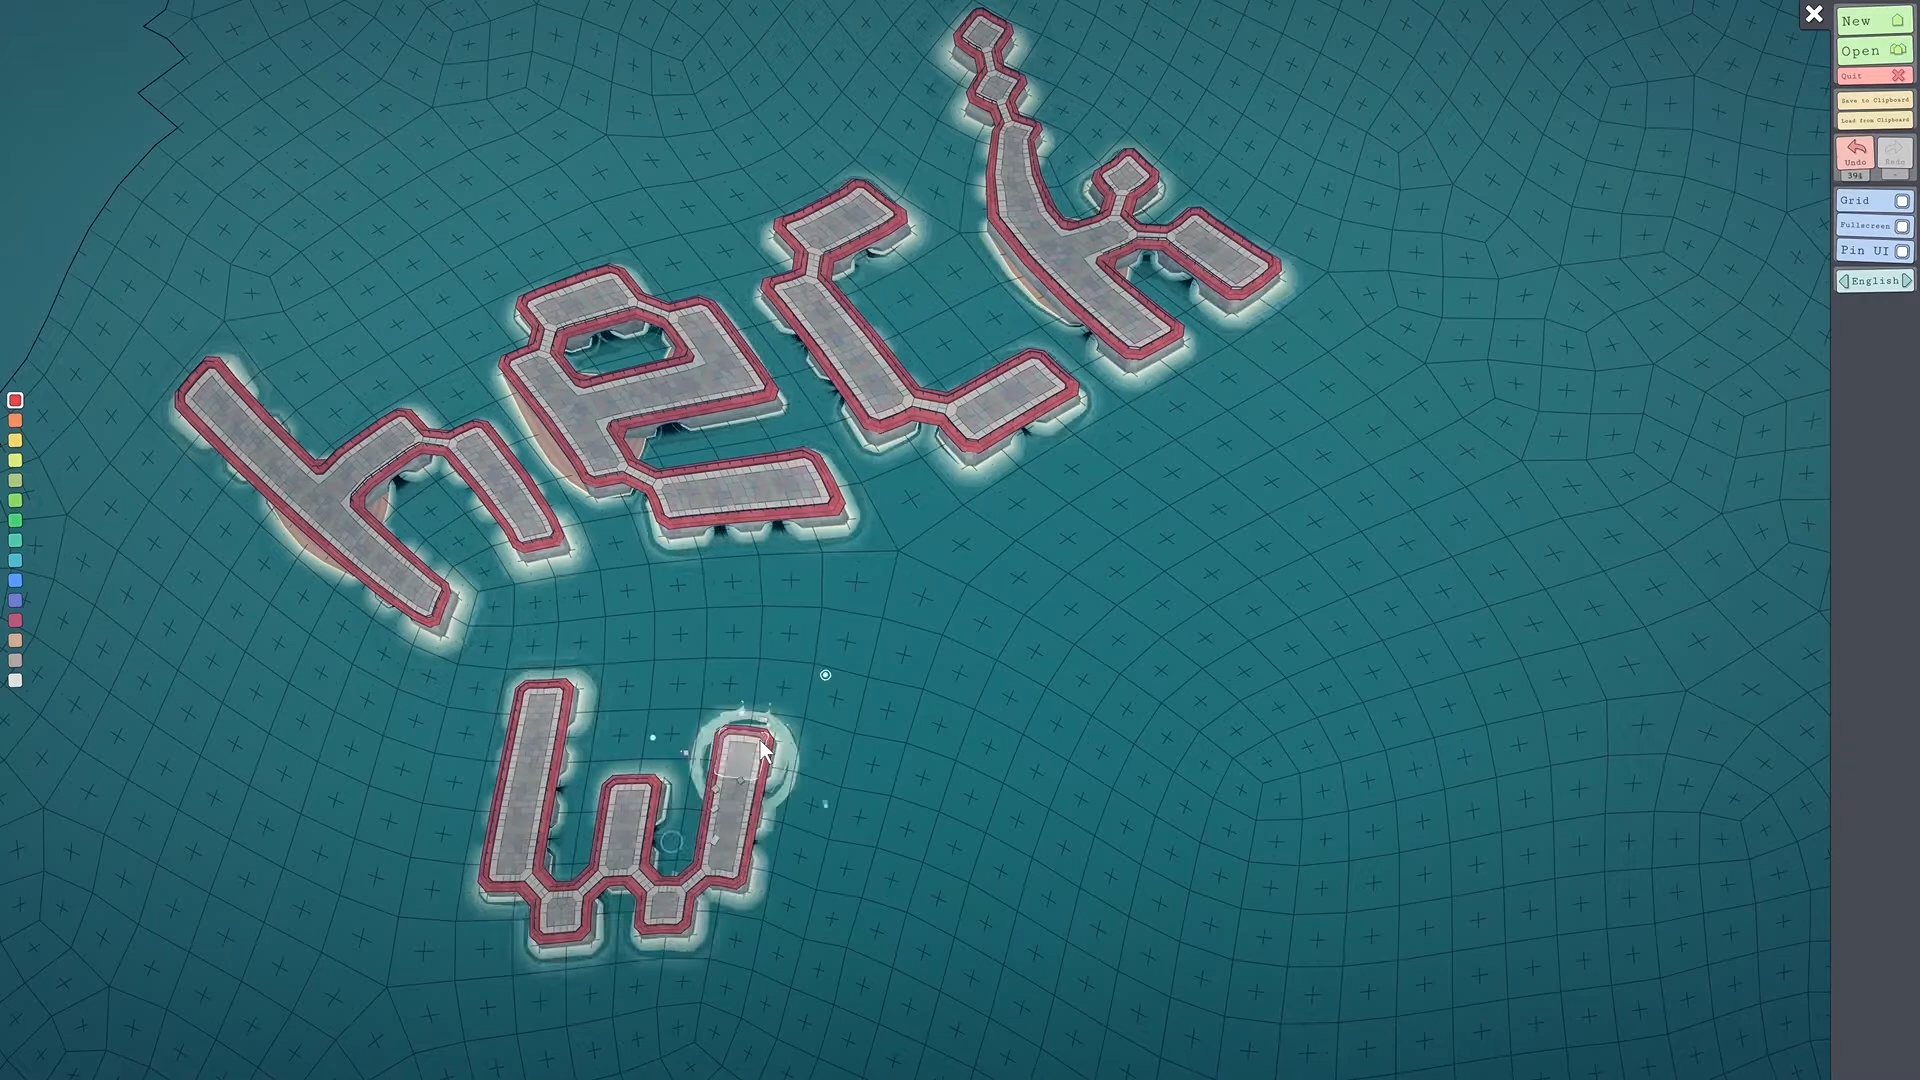 heck
w
New
Open
Quit
Save to Clipboard
Load from Clipboard
Undo Redo
394 -
Grid
Fullscreen
Pin UI
English